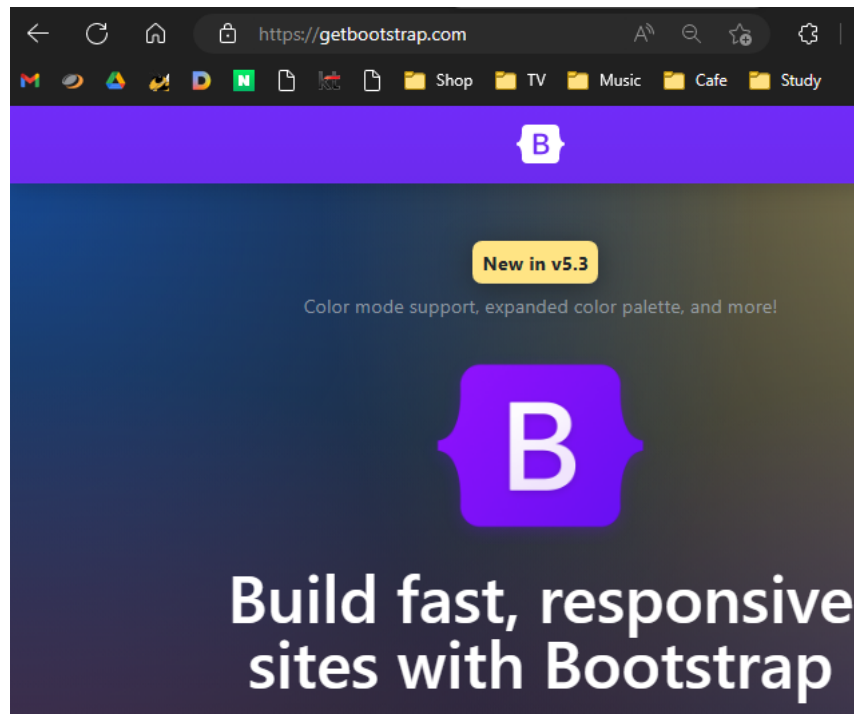 https://getbootstrap.com
D N kt Shop TV Music Cafe Study
B
New in v5.3
Color mode support, expanded color palette, and more!
B
Build fast, responsive
sites with Bootstrap